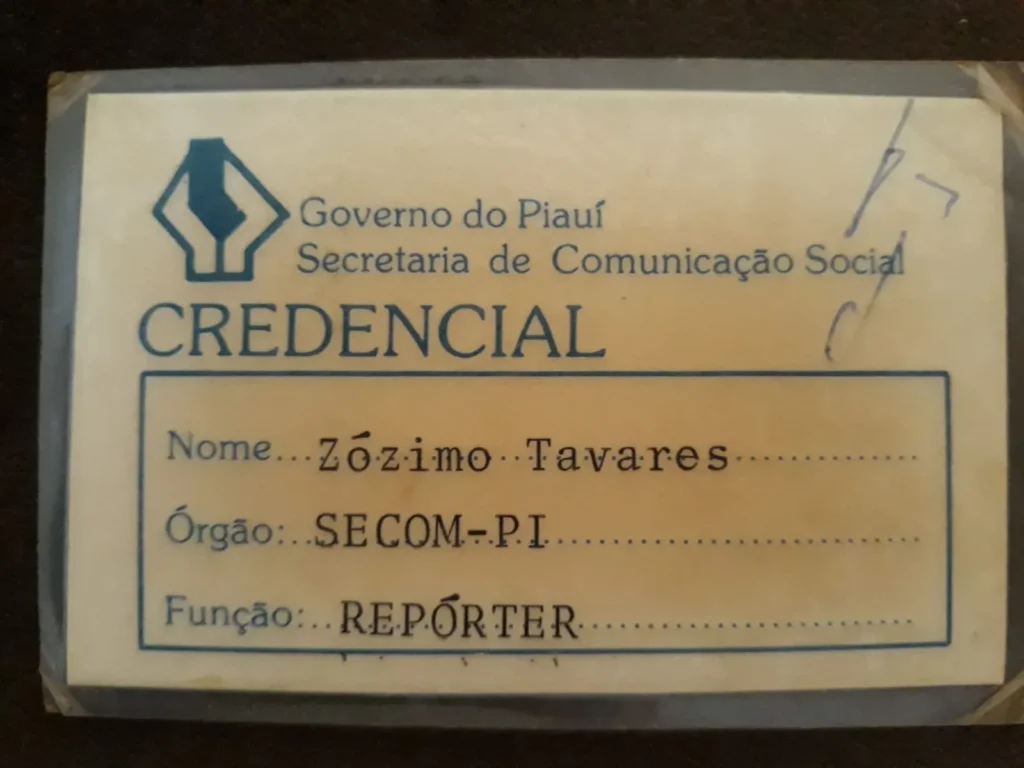 Governo do Piauí
Secretaria de Comunicação Social
CREDENCIAL
Nome...Zózimo Tavares
Órgão:..SECOM-PI
Função:..REPÓRTER